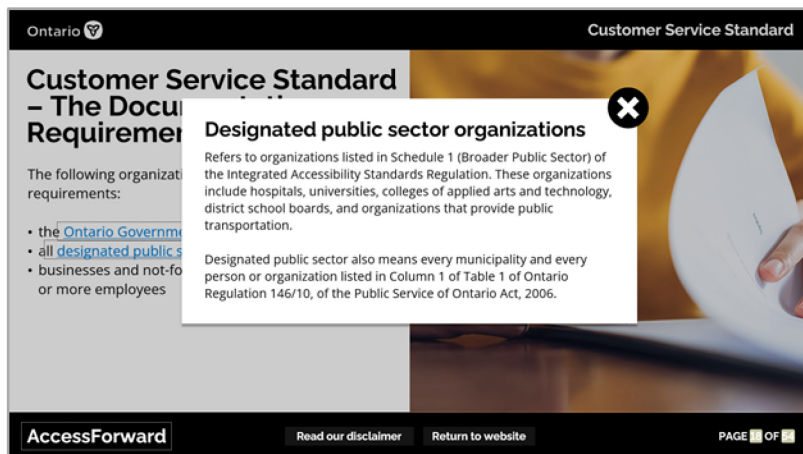 Ontario
Customer Service Standard
Customer Service Standard
– The Docu
Requiremen
The following organizati
requirements:
• the Ontario Governme
• all designated public s
• businesses and not-fo
or more employees
Designated public sector organizations
Refers to organizations listed in Schedule 1 (Broader Public Sector) of
the Integrated Accessibility Standards Regulation. These organizations
include hospitals, universities, colleges of applied arts and technology,
district school boards, and organizations that provide public
transportation.
Designated public sector also means every municipality and every
person or organization listed in Column 1 of Table 1 of Ontario
Regulation 146/10, of the Public Service of Ontario Act, 2006.
AccessForward
Read our disclaimer
Return to website
PAGE 16 OF 54